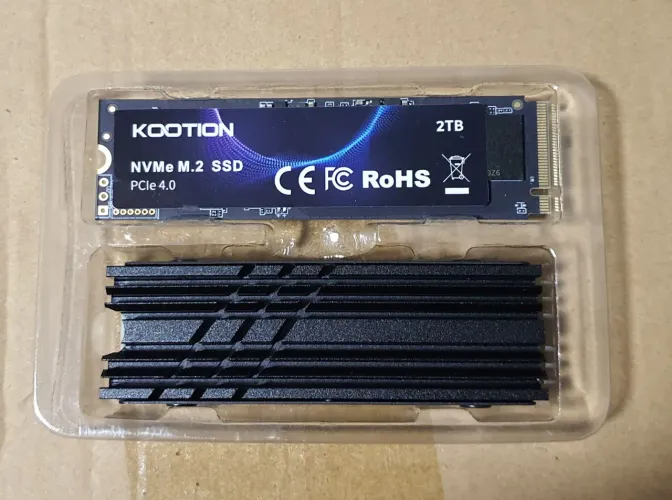 KOOTION
2TB
NVMe M.2 SSD
PCIe 4.0
CE FC RoHS